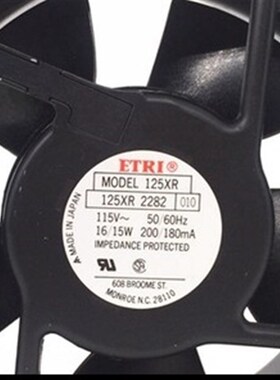 ETRI®
MODEL 125XR
125XR 2282 010
115V~ 50/60Hz
16/15W 200/180mA
IMPEDANCE PROTECTED
▲ MADE IN JAPAN
608 BROOME ST.
MONROE N.C. 28110